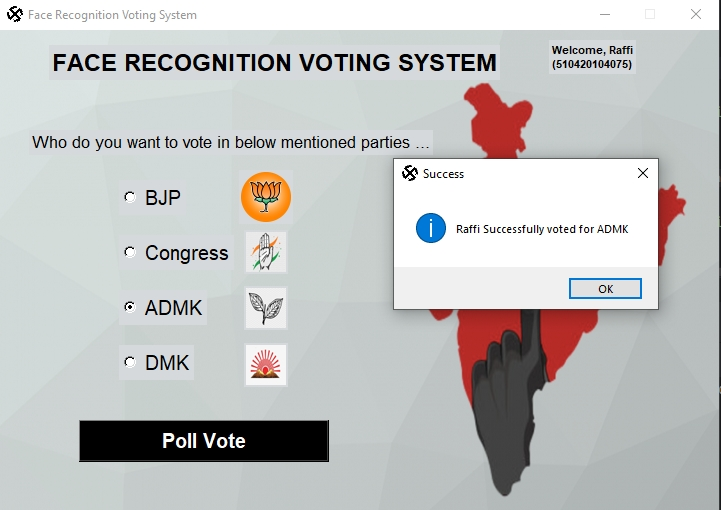 Face Recognition Voting System
FACE RECOGNITION VOTING SYSTEM
Welcome, Raffi
(510420104075)
Who do you want to vote in below mentioned parties ...
Success
Raffi Successfully voted for ADMK
OK
BJP
Congress
ADMK
DMK
Poll Vote